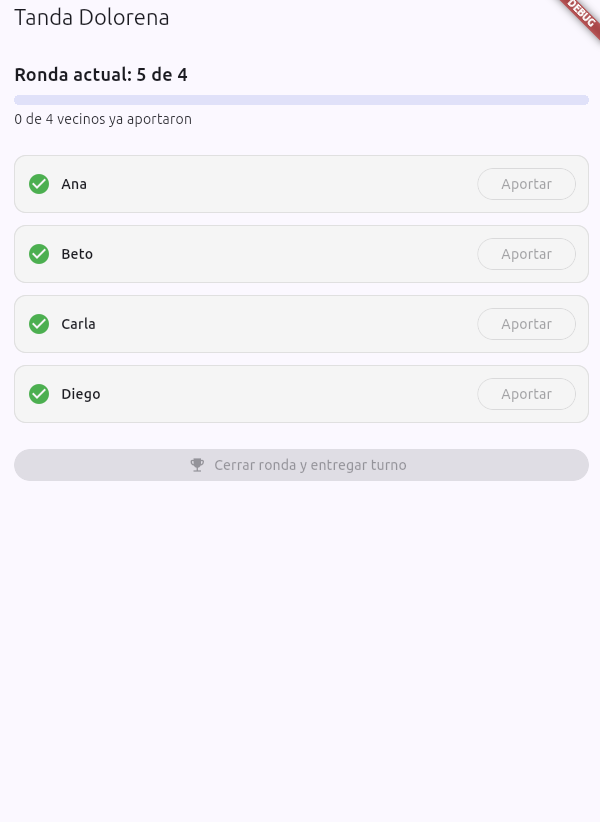 Tanda Dolorena
DEBUG
Ronda actual: 5 de 4
0 de 4 vecinos ya aportaron
Ana
Aportar
Beto
Aportar
Carla
Aportar
Diego
Aportar
Cerrar ronda y entregar turno